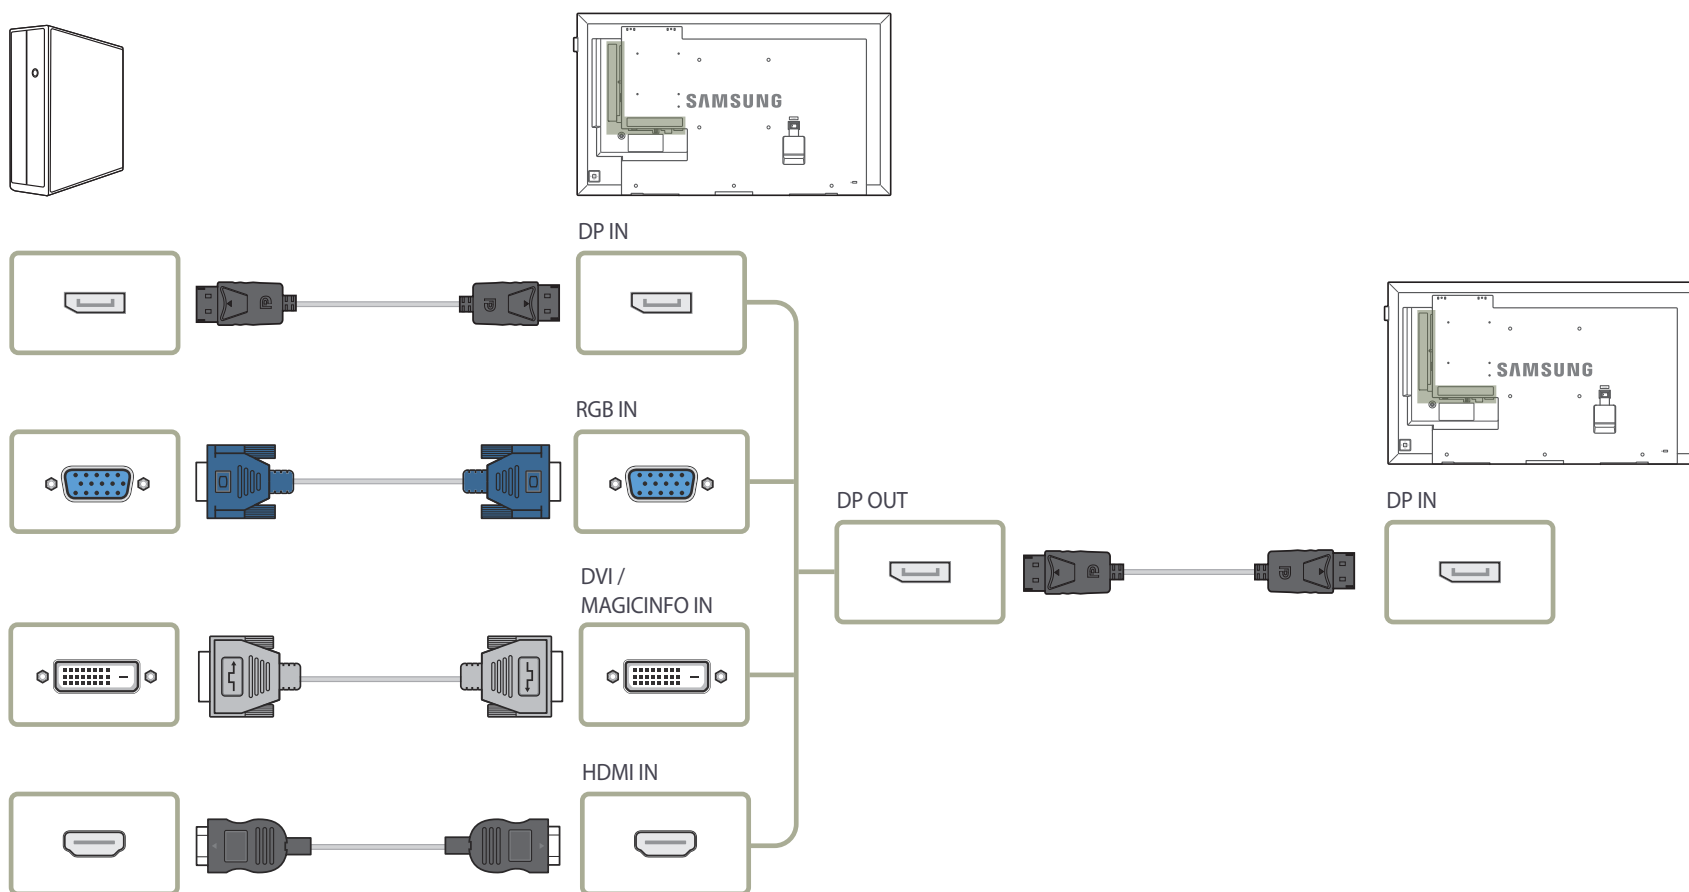 SAMSUNG
DP IN
SAMSUNG
RGB IN
DP OUT
DP IN
DVI /
MAGICINFO IN
HDMI IN